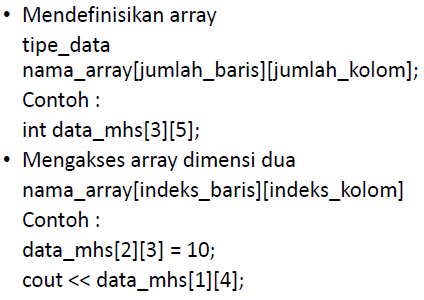 • Mendefinisikan array
tipe_data
nama_array[jumlah_baris][jumlah_kolom];
Contoh :
int data_mhs[3][5];
• Mengakses array dimensi dua
nama_array[indeks_baris][indeks_kolom]
Contoh :
data_mhs[2][3] = 10;
cout << data_mhs[1][4];